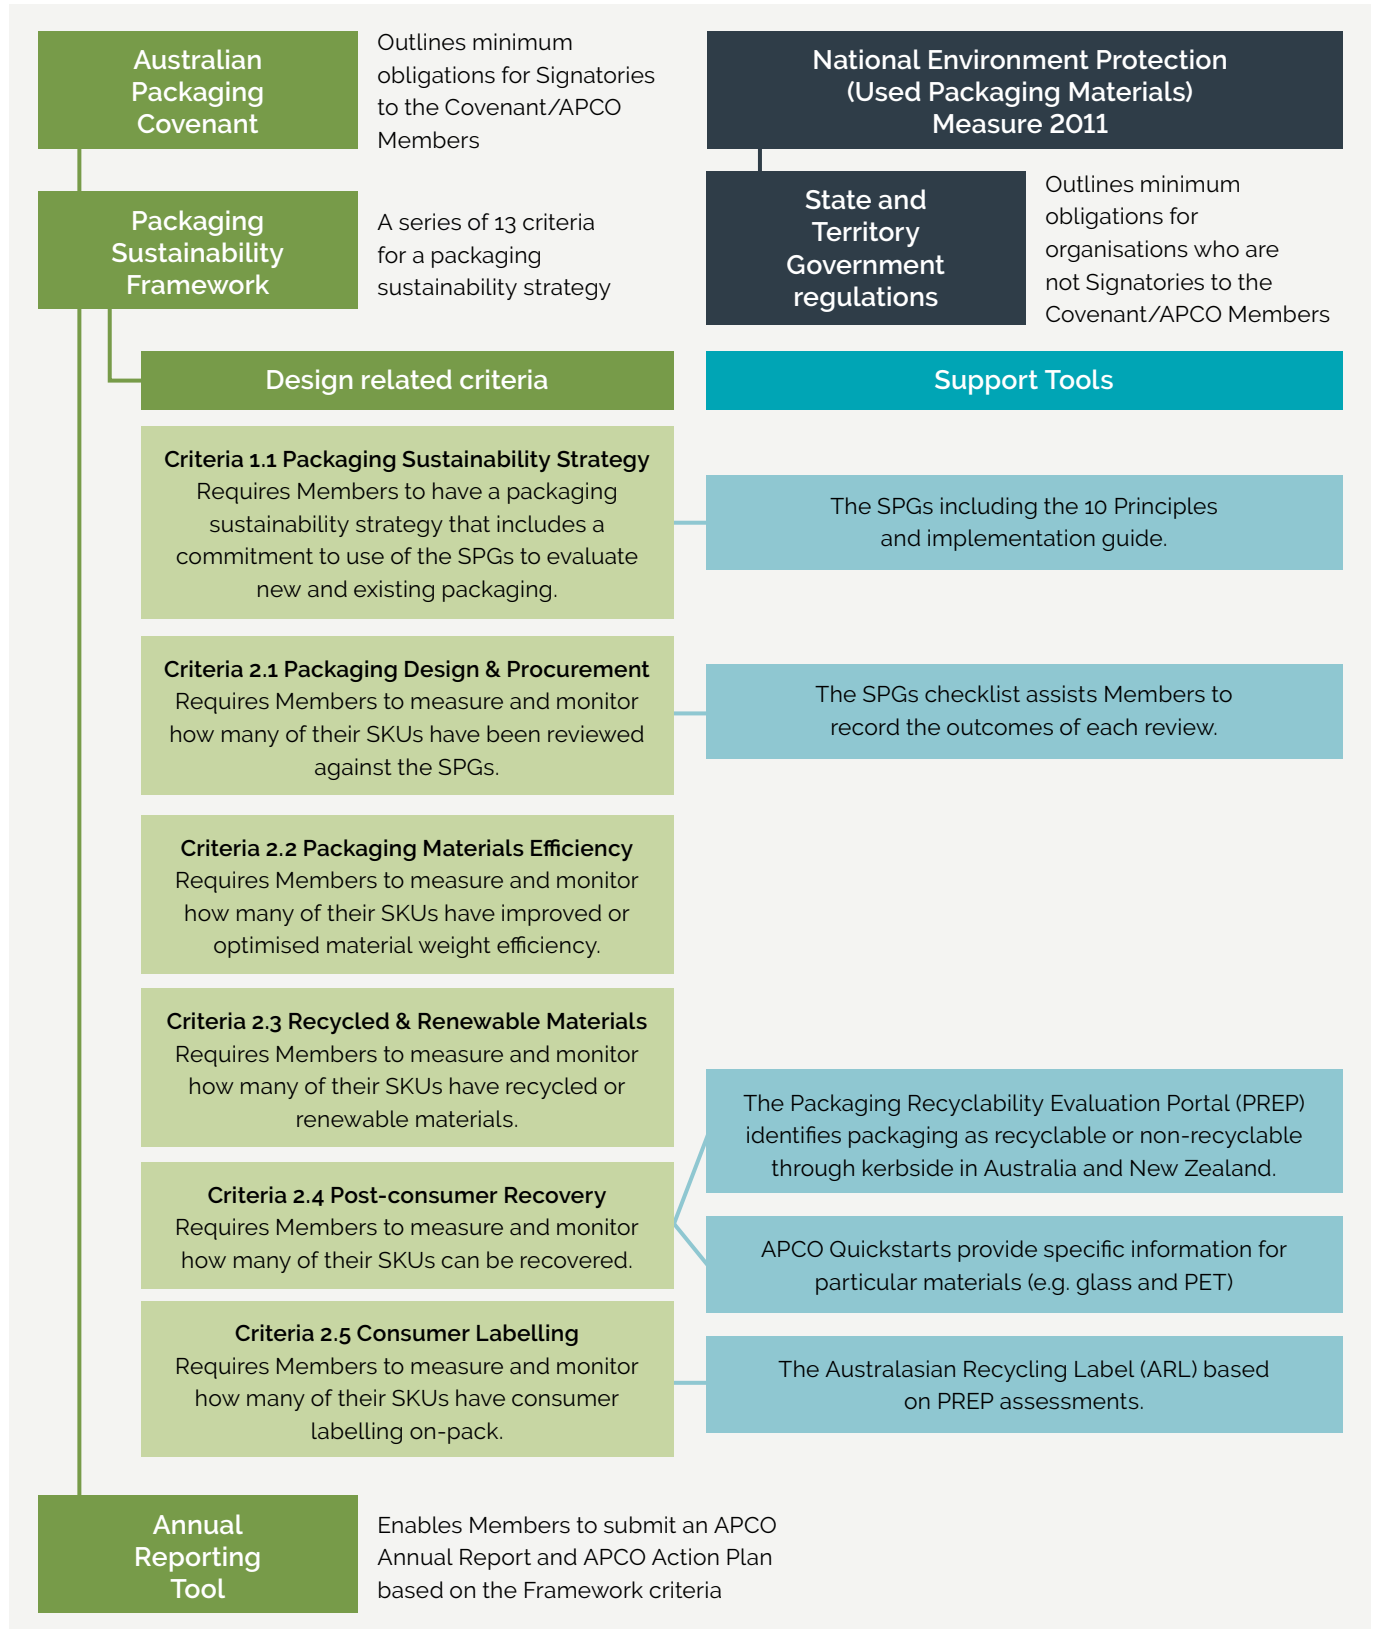 Australian
Packaging
Covenant
Outlines minimum
obligations for Signatories
to the Covenant/APCO
Members
National Environment Protection
(Used Packaging Materials)
Measure 2011
Packaging
Sustainability
Framework
A series of 13 criteria
for a packaging
sustainability strategy
State and
Territory
Government
regulations
Outlines minimum
obligations for
organisations who are
not Signatories to the
Covenant/APCO Members
Design related criteria
Support Tools
Criteria 1.1 Packaging Sustainability Strategy
Requires Members to have a packaging
sustainability strategy that includes a
commitment to use of the SPGs to evaluate
new and existing packaging.
The SPGs including the 10 Principles
and implementation guide.
Criteria 2.1 Packaging Design & Procurement
Requires Members to measure and monitor
how many of their SKUs have been reviewed
against the SPGs.
The SPGs checklist assists Members to
record the outcomes of each review.
Criteria 2.2 Packaging Materials Efficiency
Requires Members to measure and monitor
how many of their SKUs have improved or
optimised material weight efficiency.
Criteria 2.3 Recycled & Renewable Materials
Requires Members to measure and monitor
how many of their SKUs have recycled or
renewable materials.
Criteria 2.4 Post-consumer Recovery
Requires Members to measure and monitor
how many of their SKUs can be recovered.
The Packaging Recyclability Evaluation Portal (PREP)
identifies packaging as recyclable or non-recyclable
through kerbside in Australia and New Zealand.
APCO Quickstarts provide specific information for
particular materials (e.g. glass and PET)
Criteria 2.5 Consumer Labelling
Requires Members to measure and monitor
how many of their SKUs have consumer
labelling on-pack.
The Australasian Recycling Label (ARL) based
on PREP assessments.
Annual
Reporting
Tool
Enables Members to submit an APCO
Annual Report and APCO Action Plan
based on the Framework criteria